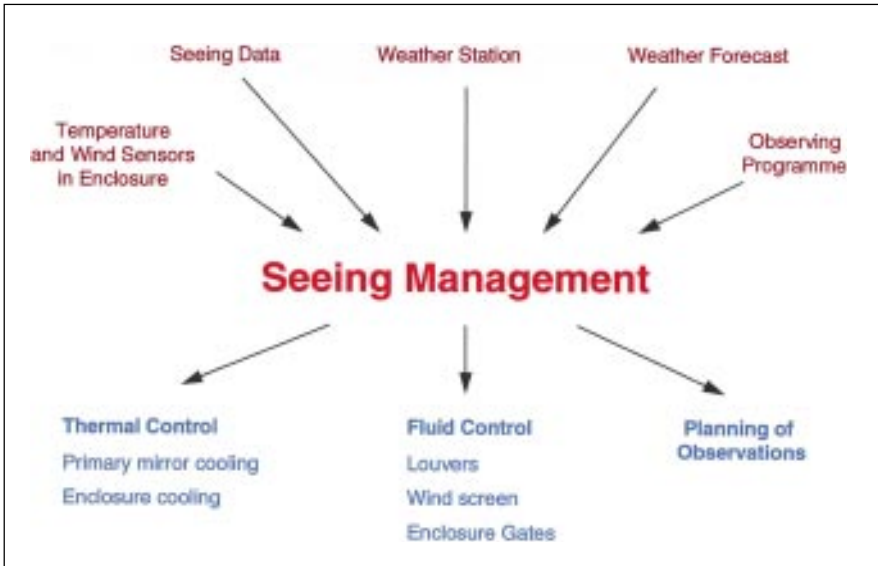 Seeing Data
Weather Station
Weather Forecast
Temperature
and Wind Sensors
in Enclosure
Observing
Programme
Seeing Management
Thermal Control
Primary mirror cooling
Enclosure cooling
Fluid Control
Louvers
Wind screen
Enclosure Gates
Planning of
Observations